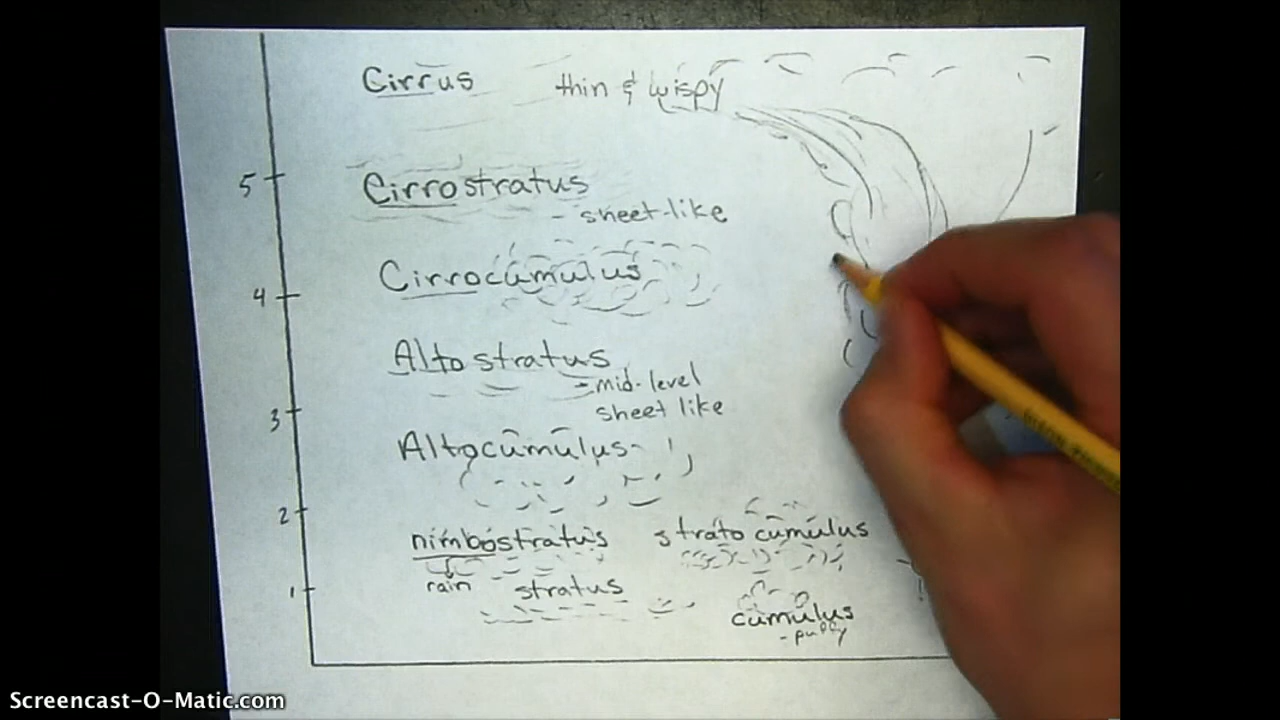 Cirrus thin & wispy
5
Cirrostratus
- sheet-like
Cirrocumulus
4
Altostratus
- mid-level
sheet like
3
Altocumulus
2
nimbostratus stratocumulus
rain stratus
1
cumulus
- puffy
Screencast-O-Matic.com